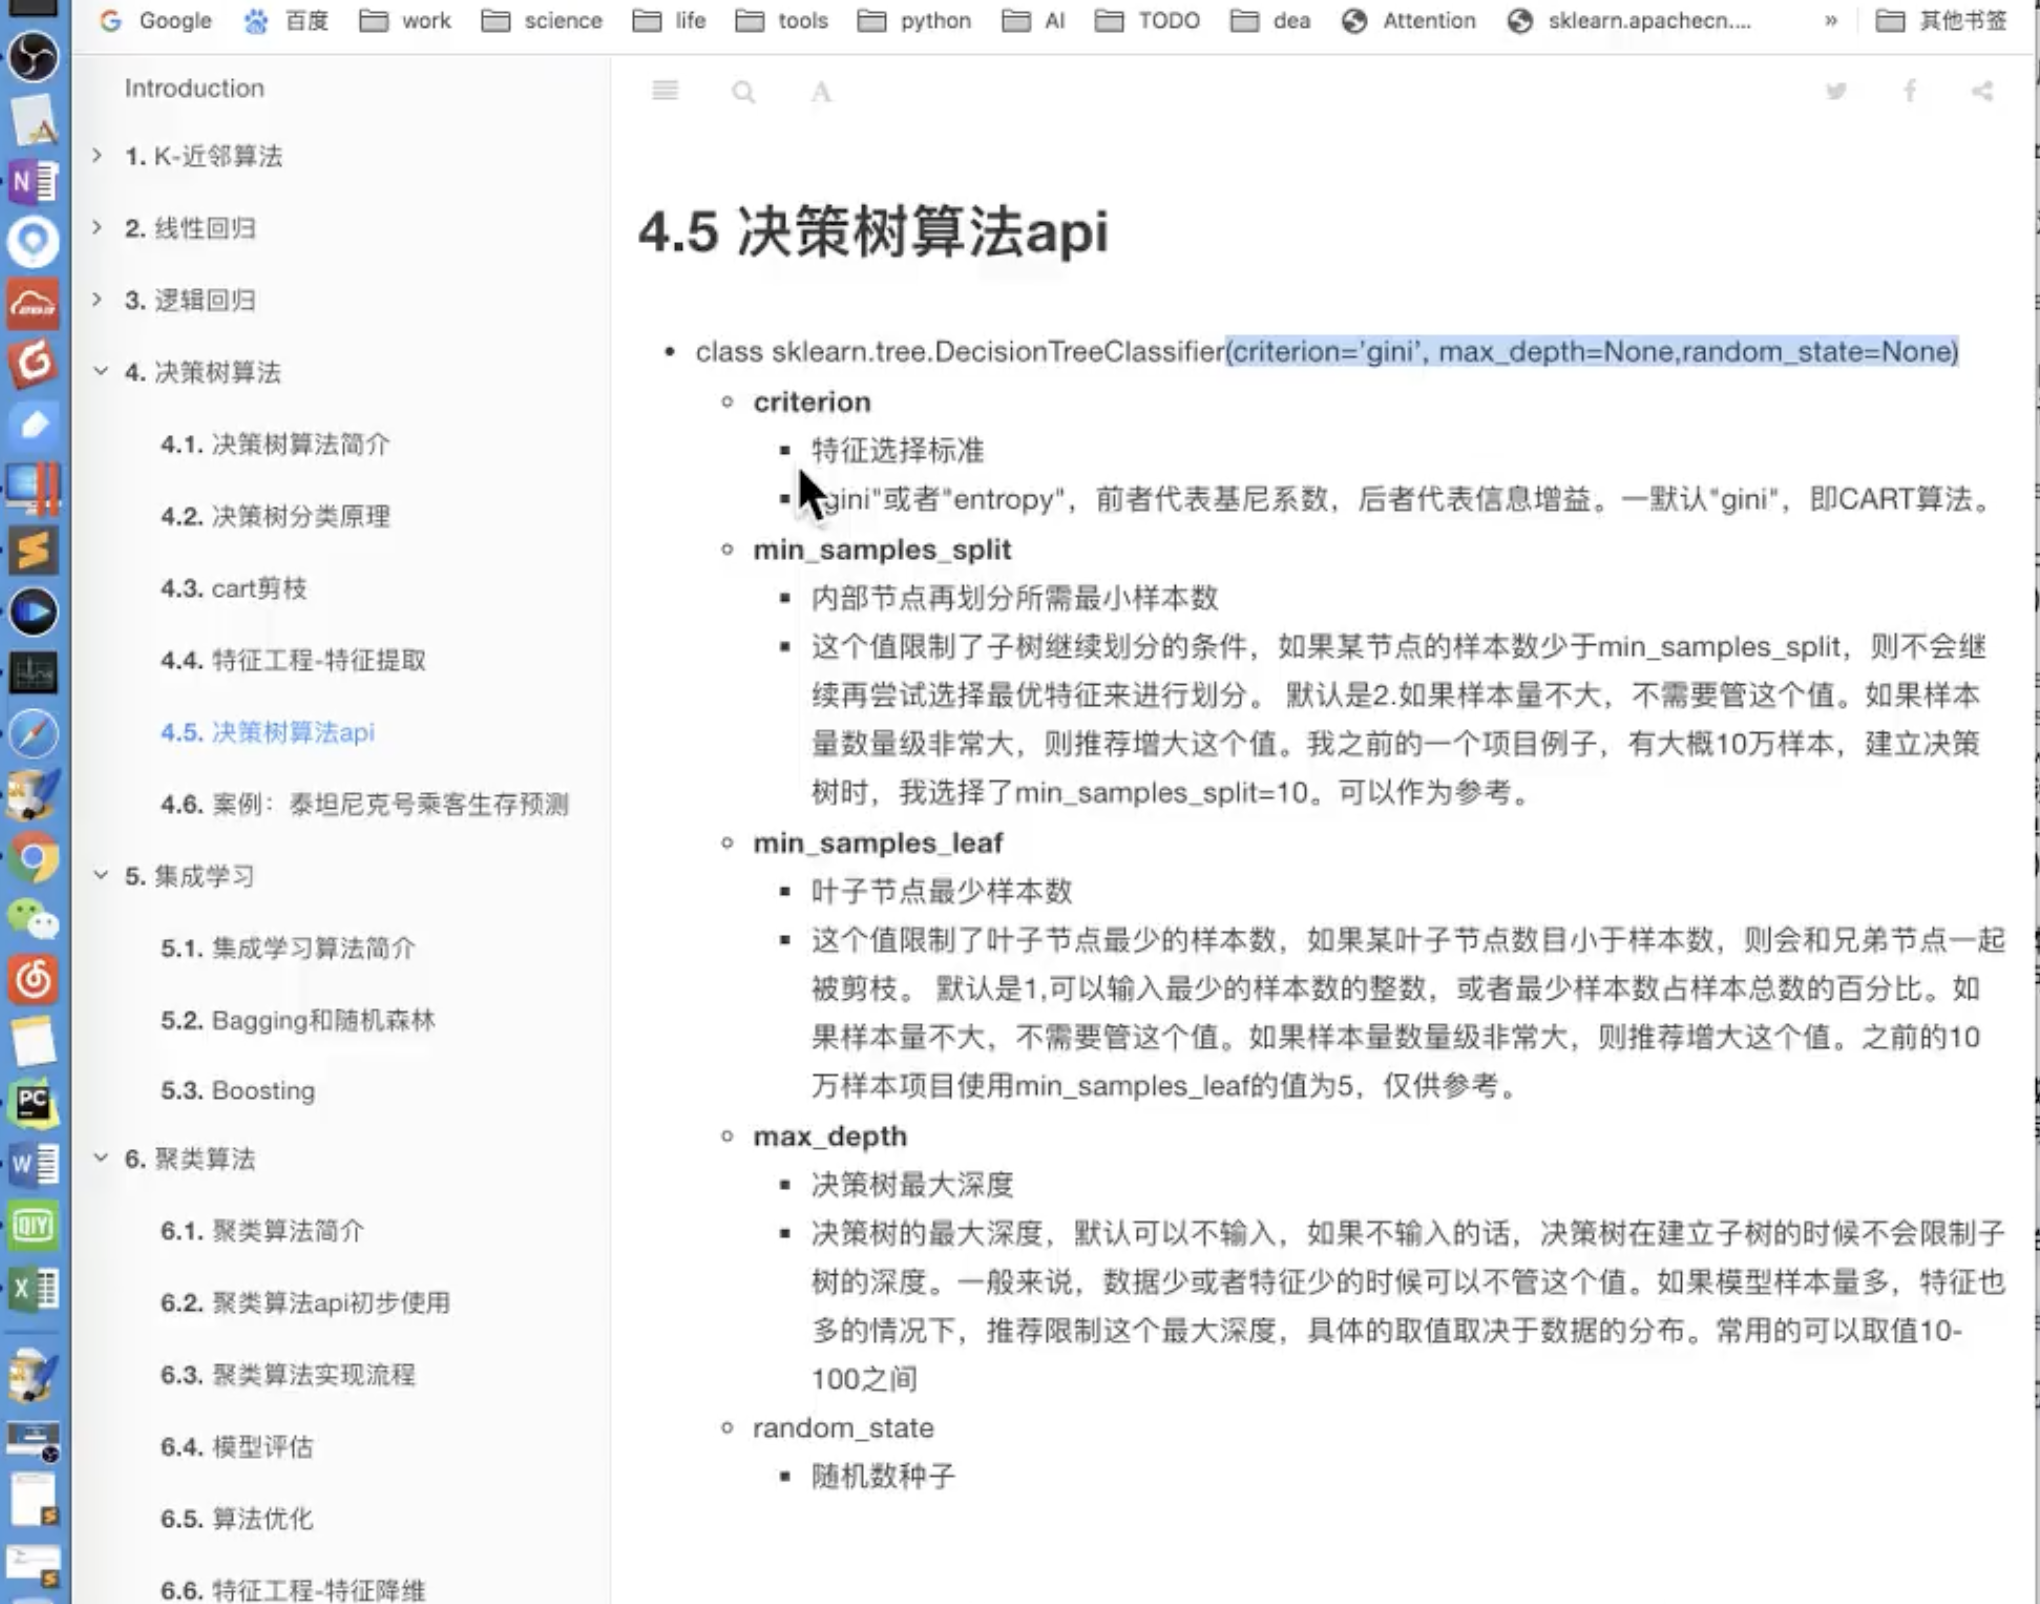 Google 百度 work science life tools python AI TODO dea Attention sklearn.apachecn.... » 其他书签
Introduction
1. K-近邻算法
2. 线性回归
3. 逻辑回归
4. 决策树算法
4.1. 决策树算法简介
4.2. 决策树分类原理
4.3. cart剪枝
4.4. 特征工程-特征提取
4.5. 决策树算法api
4.6. 案例：泰坦尼克号乘客生存预测
5. 集成学习
5.1. 集成学习算法简介
5.2. Bagging和随机森林
5.3. Boosting
6. 聚类算法
6.1. 聚类算法简介
6.2. 聚类算法api初步使用
6.3. 聚类算法实现流程
6.4. 模型评估
6.5. 算法优化
6.6. 特征工程-特征降维
A
4.5 决策树算法api
class sklearn.tree.DecisionTreeClassifier(criterion=’gini’, max_depth=None,random_state=None)
criterion
特征选择标准
gini"或者"entropy"，前者代表基尼系数，后者代表信息增益。一默认"gini"，即CART算法。
min_samples_split
内部节点再划分所需最小样本数
这个值限制了子树继续划分的条件，如果某节点的样本数少于min_samples_split，则不会继
续再尝试选择最优特征来进行划分。 默认是2.如果样本量不大，不需要管这个值。如果样本
量数量级非常大，则推荐增大这个值。我之前的一个项目例子，有大概10万样本，建立决策
树时，我选择了min_samples_split=10。可以作为参考。
min_samples_leaf
叶子节点最少样本数
这个值限制了叶子节点最少的样本数，如果某叶子节点数目小于样本数，则会和兄弟节点一起
被剪枝。 默认是1,可以输入最少的样本数的整数，或者最少样本数占样本总数的百分比。如
果样本量不大，不需要管这个值。如果样本量数量级非常大，则推荐增大这个值。之前的10
万样本项目使用min_samples_leaf的值为5，仅供参考。
max_depth
决策树最大深度
决策树的最大深度，默认可以不输入，如果不输入的话，决策树在建立子树的时候不会限制子
树的深度。一般来说，数据少或者特征少的时候可以不管这个值。如果模型样本量多，特征也
多的情况下，推荐限制这个最大深度，具体的取值取决于数据的分布。常用的可以取值10-
100之间
random_state
随机数种子